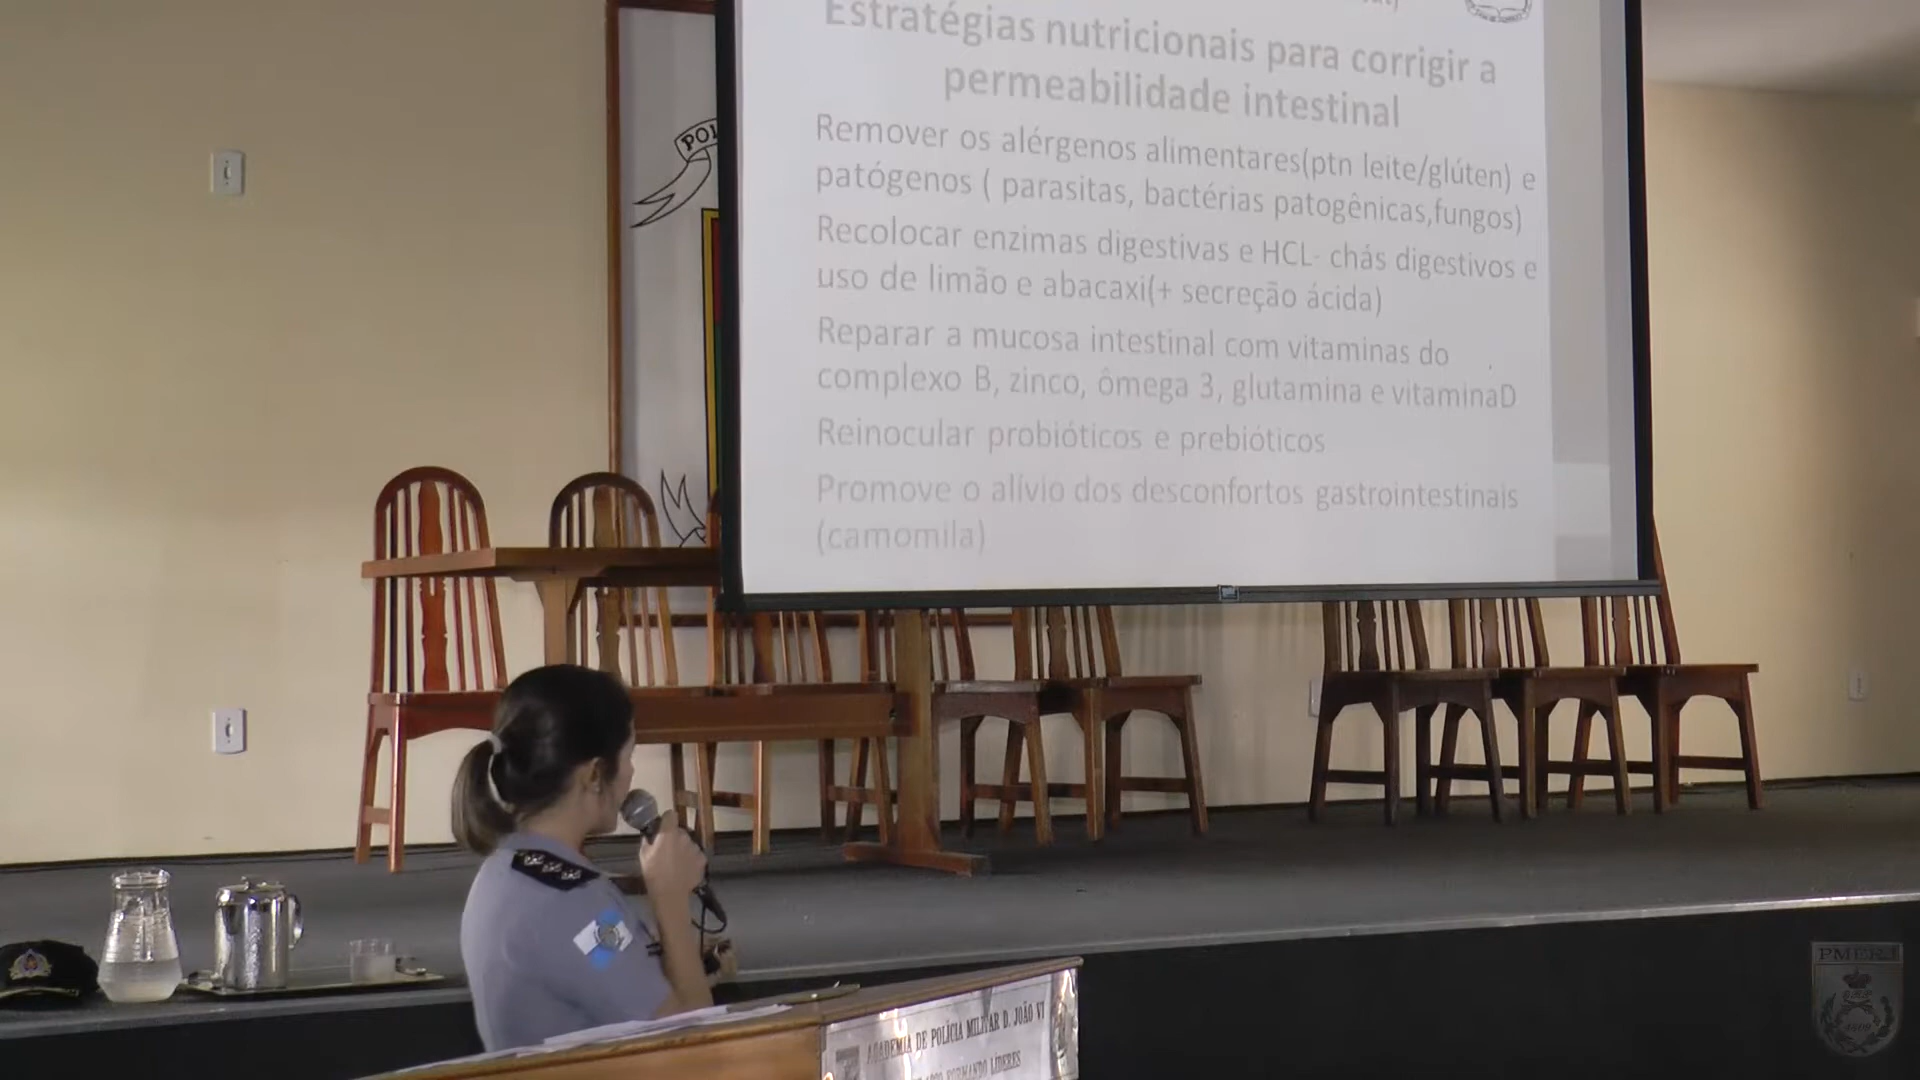 Estratégias nutricionais para corrigir a
permeabilidade intestinal
Remover os alérgenos alimentares(ptn leite/glúten) e
patógenos ( parasitas, bactérias patogênicas,fungos)
Recolocar enzimas digestivas e HCL- chás digestivos e
uso de limão e abacaxi(+ secreção ácida)
Reparar a mucosa intestinal com vitaminas do
complexo B, zinco, ômega 3, glutamina e vitaminaD
Reinocular probióticos e prebióticos
Promove o alívio dos desconfortos gastrointestinais
(camomila)
POL
ACADEMIA DE POLÍCIA MILITAR D. JOÃO VI
FORMANDO LÍDERES
PMERJ